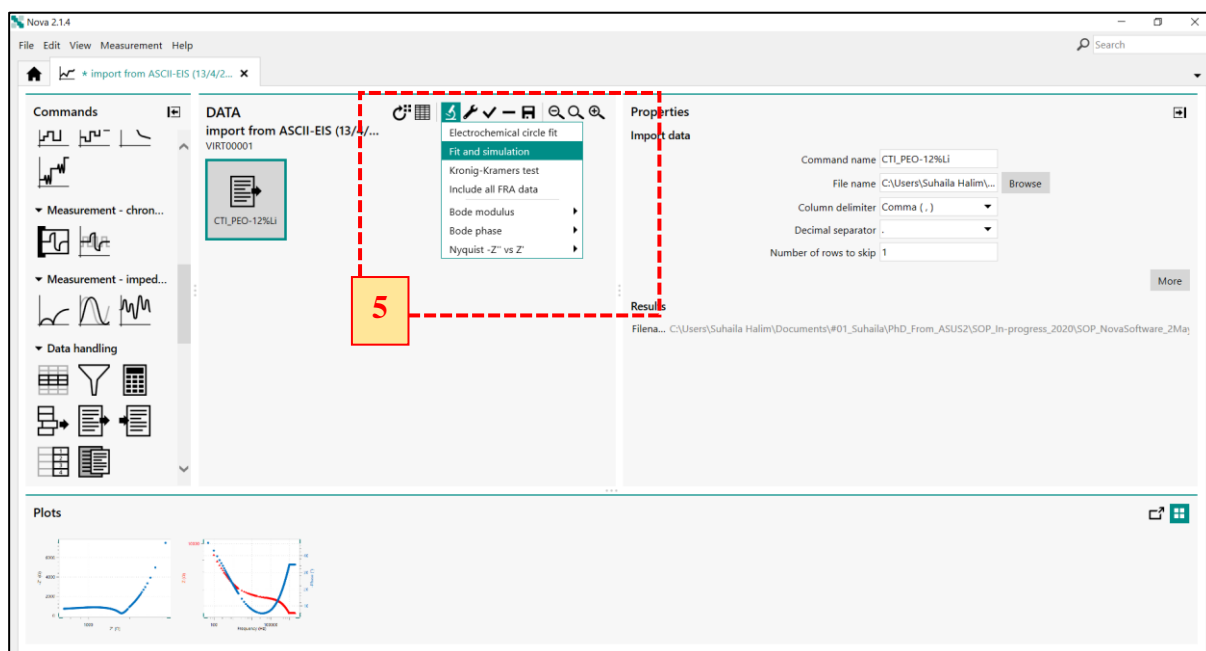 Nova 2.1.4
File Edit View Measurement Help
Search
* import from ASCII-EIS (13/4/2...
Commands
Measurement - chron...
Measurement - imped...
Data handling
DATA
import from ASCII-EIS (13/4/...
VIRT00001
CTI_PEO-12%Li
Electrochemical circle fit
Fit and simulation
Kronig-Kramers test
Include all FRA data
Bode modulus
Bode phase
Nyquist -Z'' vs Z'
5
Properties
Import data
Command name CTI_PEO-12%Li
File name C:\Users\Suhaila Halim\... Browse
Column delimiter Comma ( , )
Decimal separator .
Number of rows to skip 1
More
Results
Filena... C:\Users\Suhaila Halim\Documents\#01_Suhaila\PhD_From_ASUS2\SOP_In-progress_2020\SOP_NovaSoftware_2May
Plots
Frequency (Hz)